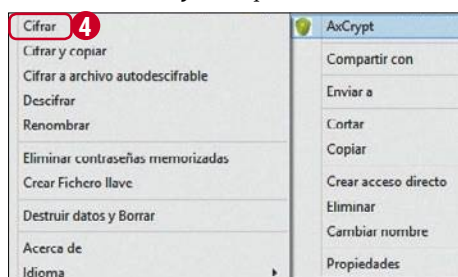 Cifrar 4
Cifrar y copiar
Cifrar a archivo autodescifrable
Descifrar
Renombrar
Eliminar contraseñas memorizadas
Crear Fichero llave
Destruir datos y Borrar
Acerca de
Idioma
AxCrypt
Compartir con
Enviar a
Cortar
Copiar
Crear acceso directo
Eliminar
Cambiar nombre
Propiedades